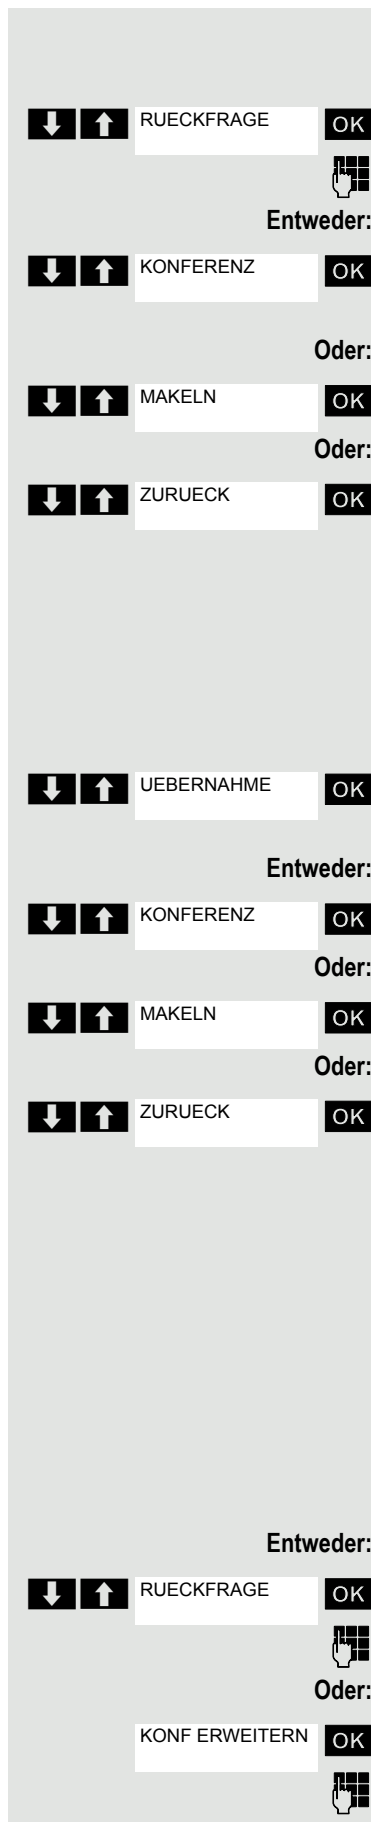 RUECKFRAGE OK
Entweder:
KONFERENZ OK
Oder:
MAKELN OK
Oder:
ZURUECK OK
UEBERNAHME OK
Entweder:
KONFERENZ OK
Oder:
MAKELN OK
Oder:
ZURUECK OK
Entweder:
RUECKFRAGE OK
Oder:
KONF ERWEITERN OK